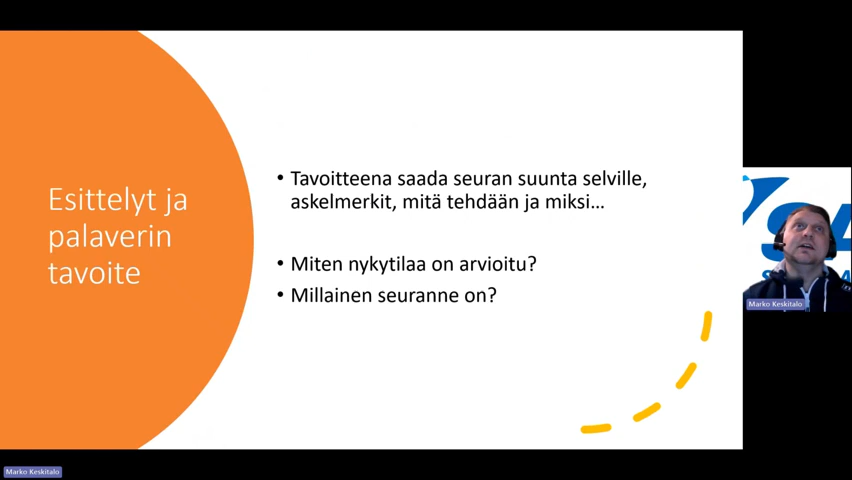 Esittelyt ja
palaverin
tavoite
• Tavoitteena saada seuran suunta selville,
askelmerkit, mitä tehdään ja miksi…
• Miten nykytilaa on arvioitu?
• Millainen seuranne on?
SA
S
A
Marko Keskitalo
Marko Keskitalo